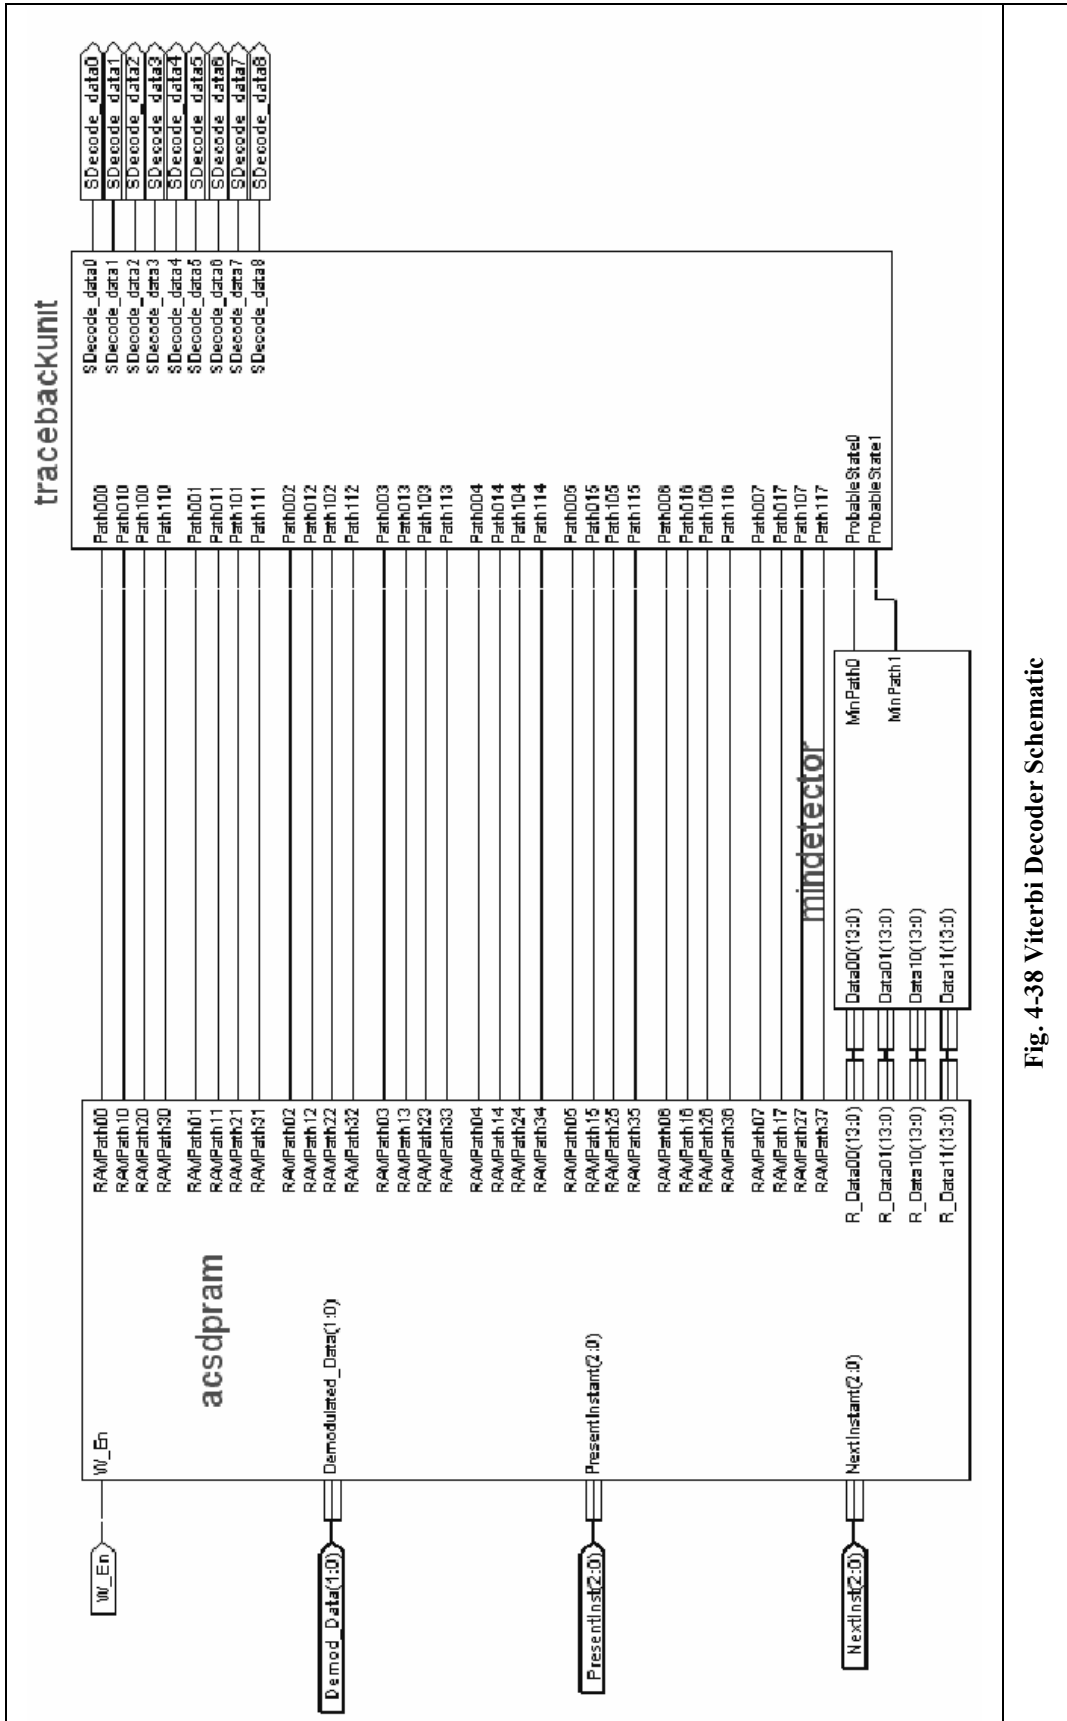 W_En
Demod_Data(1:0)
PresentInst(2:0)
NextInst(2:0)
acsdpram
W_En
Demodulated_Data(1:0)
PresentInstant(2:0)
NextInstant(2:0)
RAMPath00
RAMPath10
RAMPath20
RAMPath30
RAMPath01
RAMPath11
RAMPath21
RAMPath31
RAMPath02
RAMPath12
RAMPath22
RAMPath32
RAMPath03
RAMPath13
RAMPath23
RAMPath33
RAMPath04
RAMPath14
RAMPath24
RAMPath34
RAMPath05
RAMPath15
RAMPath25
RAMPath35
RAMPath06
RAMPath16
RAMPath26
RAMPath36
RAMPath07
RAMPath17
RAMPath27
RAMPath37
R_Data00(13:0)
R_Data01(13:0)
R_Data10(13:0)
R_Data11(13:0)
mindetector
Data00(13:0)
Data01(13:0)
Data10(13:0)
Data11(13:0)
MinPath0
MinPath1
tracebackunit
Path000
Path010
Path100
Path110
Path001
Path011
Path101
Path111
Path002
Path012
Path102
Path112
Path003
Path013
Path103
Path113
Path004
Path014
Path104
Path114
Path005
Path015
Path105
Path115
Path006
Path016
Path106
Path116
Path007
Path017
Path107
Path117
ProbableState0
ProbableState1
SDecode_data0
SDecode_data1
SDecode_data2
SDecode_data3
SDecode_data4
SDecode_data5
SDecode_data6
SDecode_data7
SDecode_data8
SDecode_data0
SDecode_data1
SDecode_data2
SDecode_data3
SDecode_data4
SDecode_data5
SDecode_data6
SDecode_data7
SDecode_data8
Fig. 4-38 Viterbi Decoder Schematic